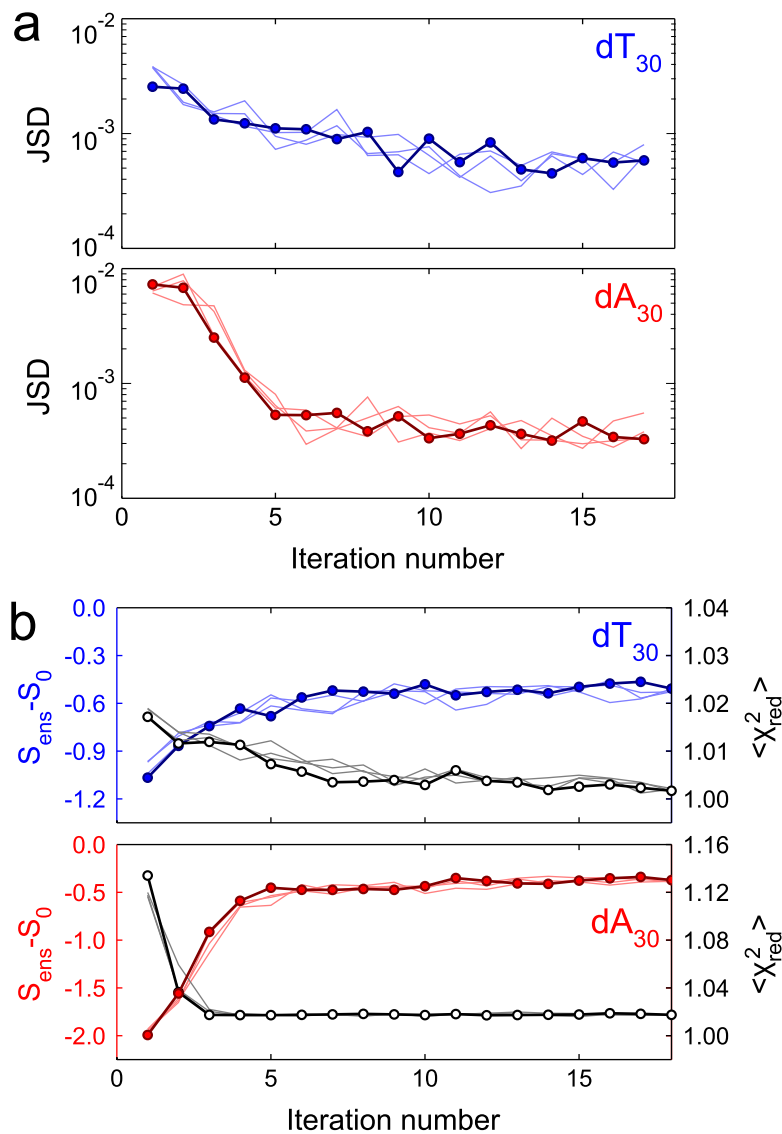 a
10⁻²
10⁻³
10⁻⁴
JSD
dT₃₀
10⁻²
10⁻³
10⁻⁴
JSD
dA₃₀
0 5 10 15
Iteration number
b
0.0
-0.3
-0.6
-0.9
-1.2
Sₑₙₛ-S₀
dT₃₀
1.04
1.03
1.02
1.01
1.00
<χ²red>
0.0
-0.5
-1.0
-1.5
-2.0
Sₑₙₛ-S₀
dA₃₀
1.16
1.12
1.08
1.04
1.00
<χ²red>
0 5 10 15
Iteration number